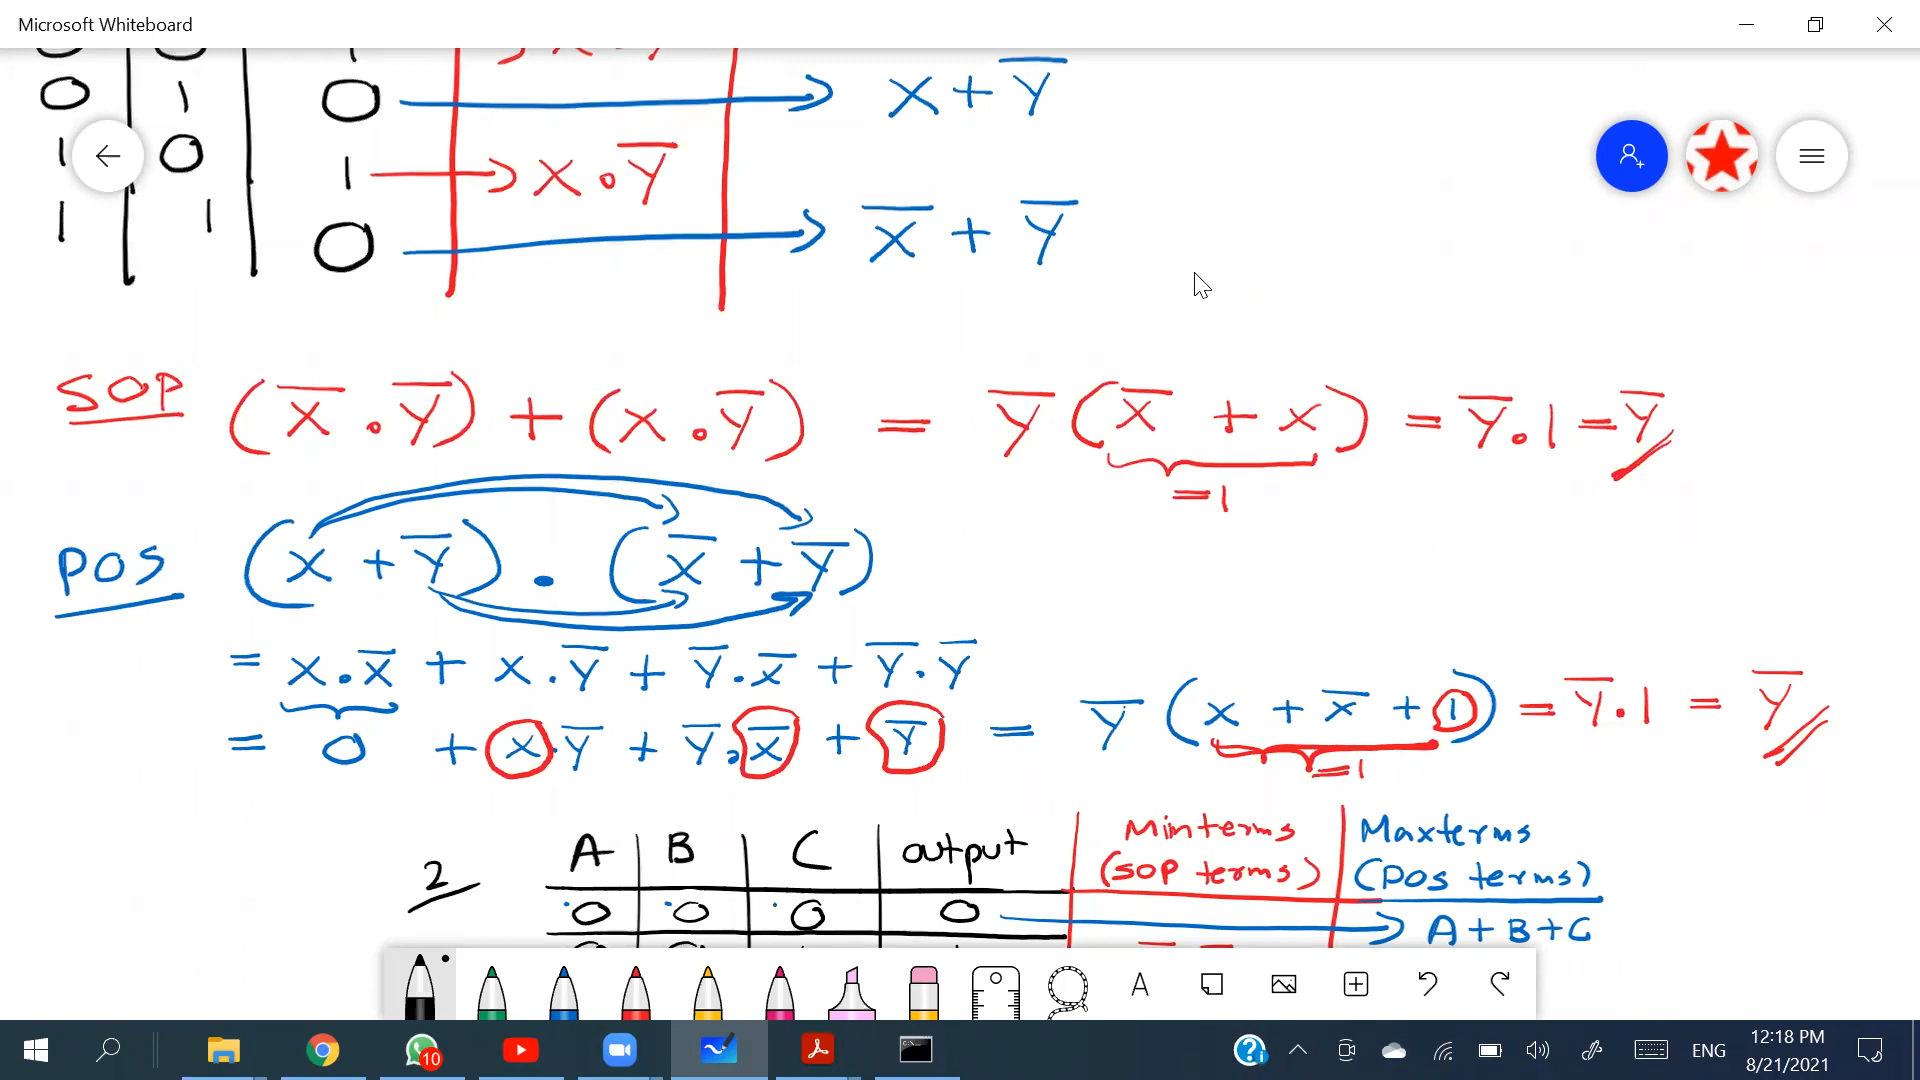 Microsoft Whiteboard
0 1 0 X + Y̅
1 0 1 X . Y̅
1 1 0 X̅ + Y̅
SOP (X̅ . Y̅) + (X . Y̅) = Y̅ (X̅ + X) = Y̅ . 1 = Y̅
= 1
POS (X + Y̅) . (X̅ + Y̅)
= X . X̅ + X . Y̅ + Y̅ . X̅ + Y̅ . Y̅
= 0 + X . Y̅ + Y̅ . X̅ + Y̅ = Y̅ (X + X̅ + 1) = Y̅ . 1 = Y̅
= 1
2 A B C output Minterms (SOP terms) Maxterms (POS terms)
0 0 0 0 A + B + C
10
ENG
12:18 PM
8/21/2021